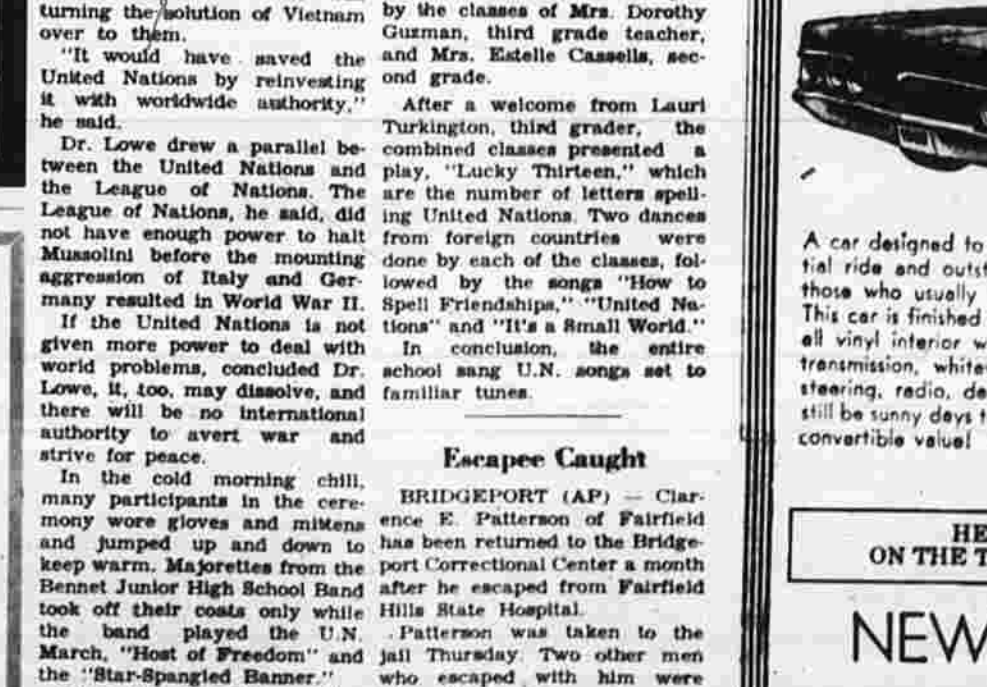 turning the solution of Vietnam
over to them.
"It would have saved the
United Nations by reinvesting
it with worldwide authority,"
he said.
Dr. Lowe drew a parallel be-
tween the United Nations and
the League of Nations. The
League of Nations, he said, did
not have enough power to halt
Mussolini before the mounting
aggression of Italy and Ger-
many resulted in World War II.
If the United Nations is not
given more power to deal with
world problems, concluded Dr.
Lowe, it, too, may dissolve, and
there will be no international
authority to avert war and
strive for peace.
In the cold morning chill,
many participants in the cere-
mony wore gloves and mittens
and jumped up and down to
keep warm. Majorettes from the
Bennet Junior High School Band
took off their coats only while
the band played the U.N.
March, "Host of Freedom" and
the "Star-Spangled Banner."
by the classes of Mrs. Dorothy
Guzman, third grade teacher,
and Mrs. Estelle Cassells, sec-
ond grade.
After a welcome from Lauri
Turkington, third grader, the
combined classes presented a
play, "Lucky Thirteen," which
are the number of letters spell-
ing United Nations. Two dances
from foreign countries were
done by each of the classes, fol-
lowed by the songs "How to
Spell Friendships," "United Na-
tions" and "It's a Small World."
In conclusion, the entire
school sang U.N. songs set to
familiar tunes.
Escapee Caught
BRIDGEPORT (AP) — Clar-
ence E. Patterson of Fairfield
has been returned to the Bridge-
port Correctional Center a month
after he escaped from Fairfield
Hills State Hospital.
Patterson was taken to the
jail Thursday. Two other men
who escaped with him were
A car designed to
tial ride and outst
those who usually
This car is finished
all vinyl interior w
transmission, white
steering, radio, de
still be sunny days t
convertible value!
HE
ON THE T
NEW